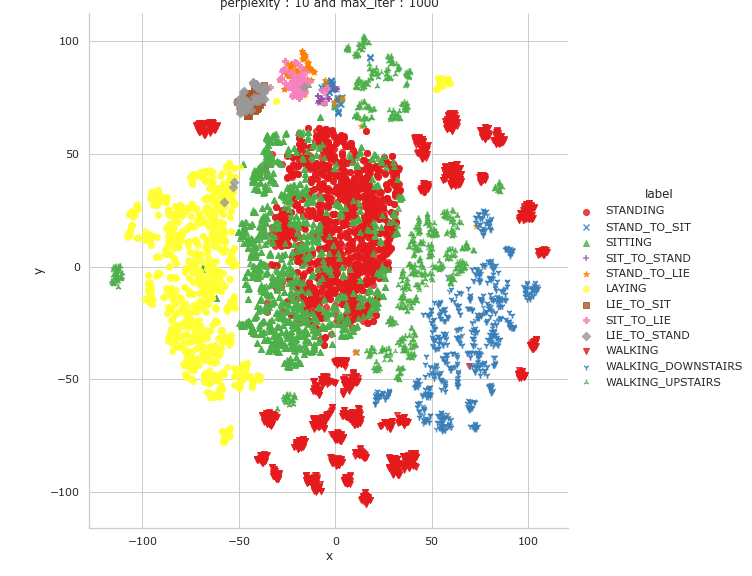 perplexity : 10 and max_iter : 1000
100
50
0
−50
−100
y
−100
−50
0
50
100
x
label
STANDING
STAND_TO_SIT
SITTING
SIT_TO_STAND
STAND_TO_LIE
LAYING
LIE_TO_SIT
SIT_TO_LIE
LIE_TO_STAND
WALKING
WALKING_DOWNSTAIRS
WALKING_UPSTAIRS